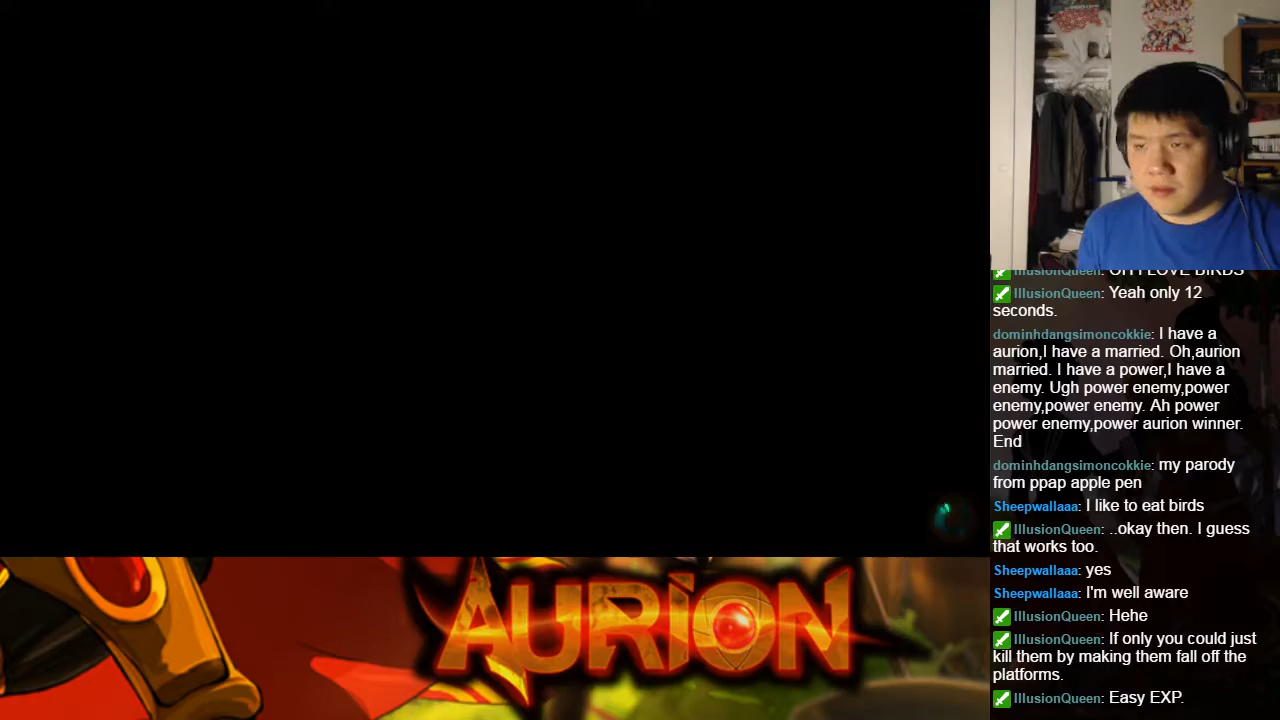 IllusionQueen: OH I LOVE BIRDS
IllusionQueen: Yeah only 12
seconds.
dominhdangsimoncokkie: I have a
aurion,I have a married. Oh,aurion
married. I have a power,I have a
enemy. Ugh power enemy,power
enemy,power enemy. Ah power
power enemy,power aurion winner.
End
dominhdangsimoncokkie: my parody
from ppap apple pen
Sheepwallaaa: I like to eat birds
IllusionQueen: ..okay then. I guess
that works too.
Sheepwallaaa: yes
Sheepwallaaa: I'm well aware
IllusionQueen: Hehe
IllusionQueen: If only you could just
kill them by making them fall off the
platforms.
IllusionQueen: Easy EXP.
AURION